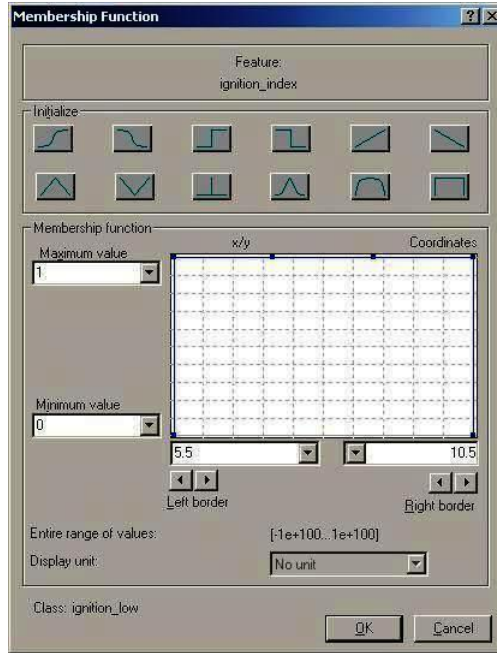 Membership Function
Feature:
ignition_index
Initialize
Membership function
Maximum value
x/y
Coordinates
1
Minimum value
0
5.5
10.5
Left border
Right border
Entire range of values:
[-1e+100...1e+100]
Display unit:
No unit
Class: ignition_low
OK
Cancel